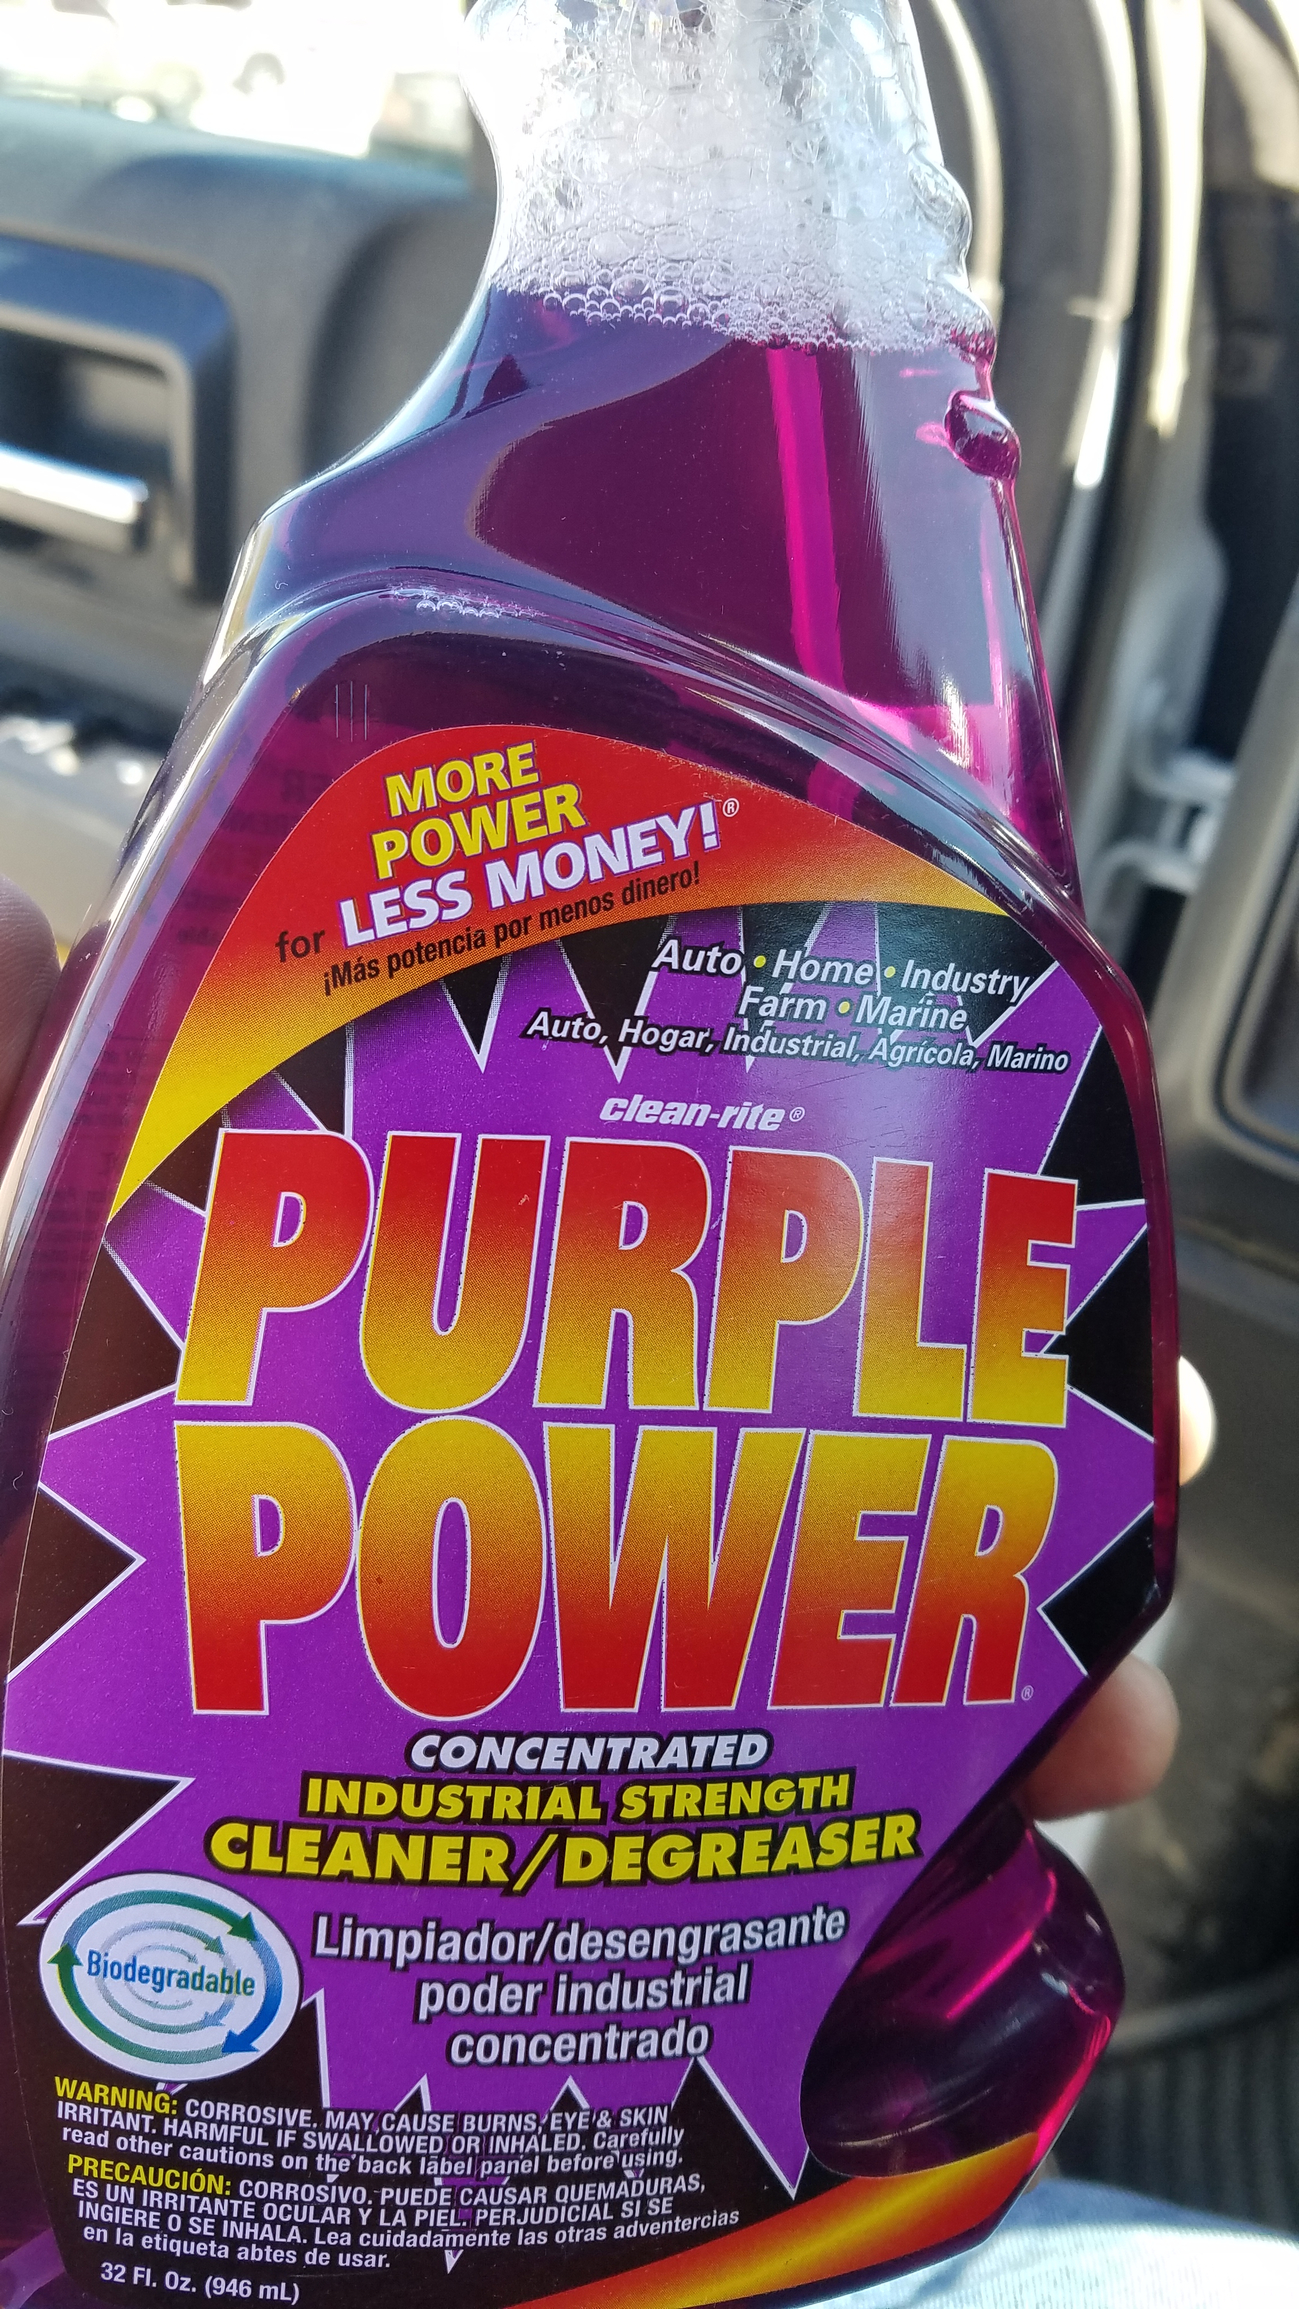 MORE
POWER
for LESS MONEY!®
¡Más potencia por menos dinero!
Auto • Home • Industry
Farm • Marine
Auto, Hogar, Industrial, Agrícola, Marino
clean-rite®
PURPLE
POWER®
CONCENTRATED
INDUSTRIAL STRENGTH
CLEANER/DEGREASER
Biodegradable
Limpiador/desengrasante
poder industrial
concentrado
WARNING: CORROSIVE. MAY CAUSE BURNS, EYE & SKIN
IRRITANT. HARMFUL IF SWALLOWED OR INHALED. Carefully
read other cautions on the back label panel before using.
PRECAUCIÓN: CORROSIVO. PUEDE CAUSAR QUEMADURAS,
ES UN IRRITANTE OCULAR Y LA PIEL. PERJUDICIAL SI SE
INGIERE O SE INHALA. Lea cuidadamente las otras adventercias
en la etiqueta abtes de usar.
32 Fl. Oz. (946 mL)